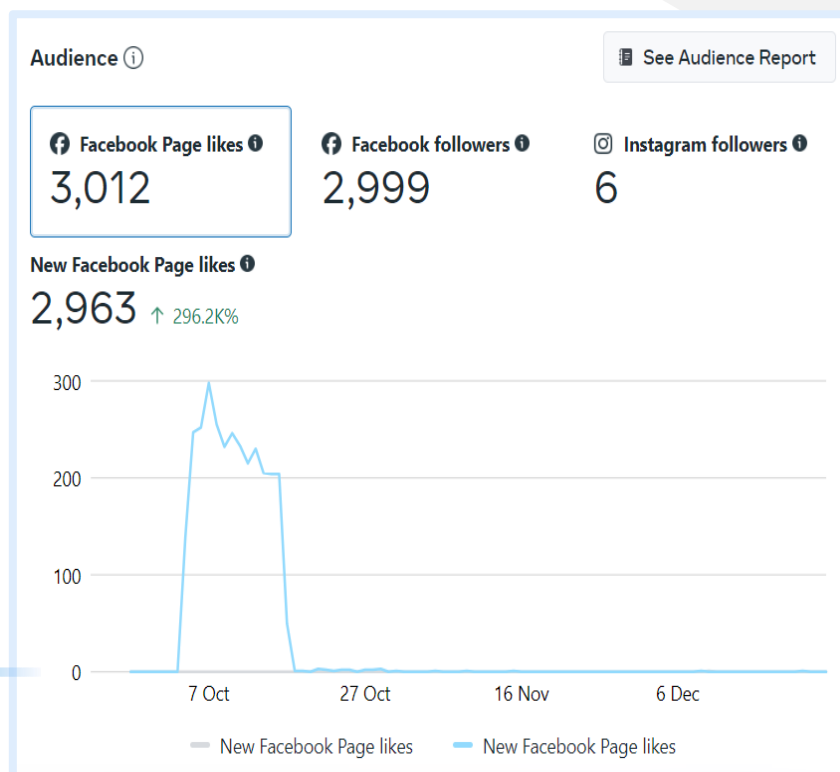 Audience
See Audience Report
Facebook Page likes
3,012
Facebook followers
2,999
Instagram followers
6
New Facebook Page likes
2,963 ↑ 296.2K%
300
200
100
0
7 Oct 27 Oct 16 Nov 6 Dec
New Facebook Page likes New Facebook Page likes